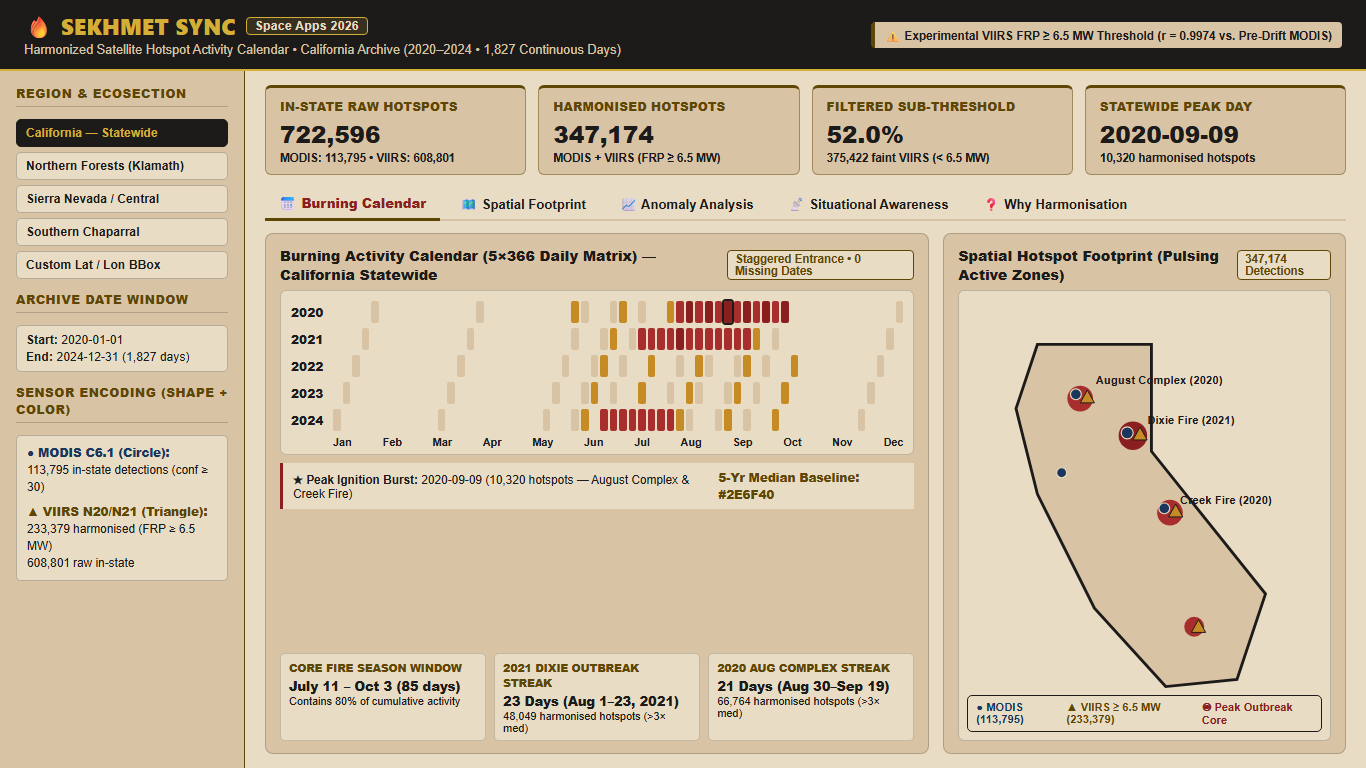 SEKHMET SYNC
Space Apps 2026
Harmonized Satellite Hotspot Activity Calendar • California Archive (2020–2024 • 1,827 Continuous Days)
⚠️ Experimental VIIRS FRP ≥ 6.5 MW Threshold (r = 0.9974 vs. Pre-Drift MODIS)
REGION & ECOSECTION
California — Statewide
Northern Forests (Klamath)
Sierra Nevada / Central
Southern Chaparral
Custom Lat / Lon BBox
ARCHIVE DATE WINDOW
Start: 2020-01-01
End: 2024-12-31 (1,827 days)
SENSOR ENCODING (SHAPE +
COLOR)
● MODIS C6.1 (Circle):
113,795 in-state detections (conf ≥
30)
▲ VIIRS N20/N21 (Triangle):
233,379 harmonised (FRP ≥ 6.5
MW)
608,801 raw in-state
IN-STATE RAW HOTSPOTS
722,596
MODIS: 113,795 • VIIRS: 608,801
HARMONISED HOTSPOTS
347,174
MODIS + VIIRS (FRP ≥ 6.5 MW)
FILTERED SUB-THRESHOLD
52.0%
375,422 faint VIIRS (< 6.5 MW)
STATEWIDE PEAK DAY
2020-09-09
10,320 harmonised hotspots
Burning Calendar
Spatial Footprint
Anomaly Analysis
Situational Awareness
❓ Why Harmonisation
Burning Activity Calendar (5×366 Daily Matrix) —
California Statewide
Staggered Entrance • 0
Missing Dates
2020
2021
2022
2023
2024
Jan Feb Mar Apr May Jun Jul Aug Sep Oct Nov Dec
★ Peak Ignition Burst: 2020-09-09 (10,320 hotspots — August Complex &
Creek Fire)
5-Yr Median Baseline:
#2E6F40
CORE FIRE SEASON WINDOW
July 11 – Oct 3 (85 days)
Contains 80% of cumulative activity
2021 DIXIE OUTBREAK
STREAK
23 Days (Aug 1–23, 2021)
48,049 harmonised hotspots (>3×
med)
2020 AUG COMPLEX STREAK
21 Days (Aug 30–Sep 19)
66,764 harmonised hotspots (>3×
med)
Spatial Hotspot Footprint (Pulsing
Active Zones)
347,174
Detections
August Complex (2020)
Dixie Fire (2021)
Creek Fire (2020)
● MODIS
(113,795)
▲ VIIRS ≥ 6.5 MW
(233,379)
Peak Outbreak
Core